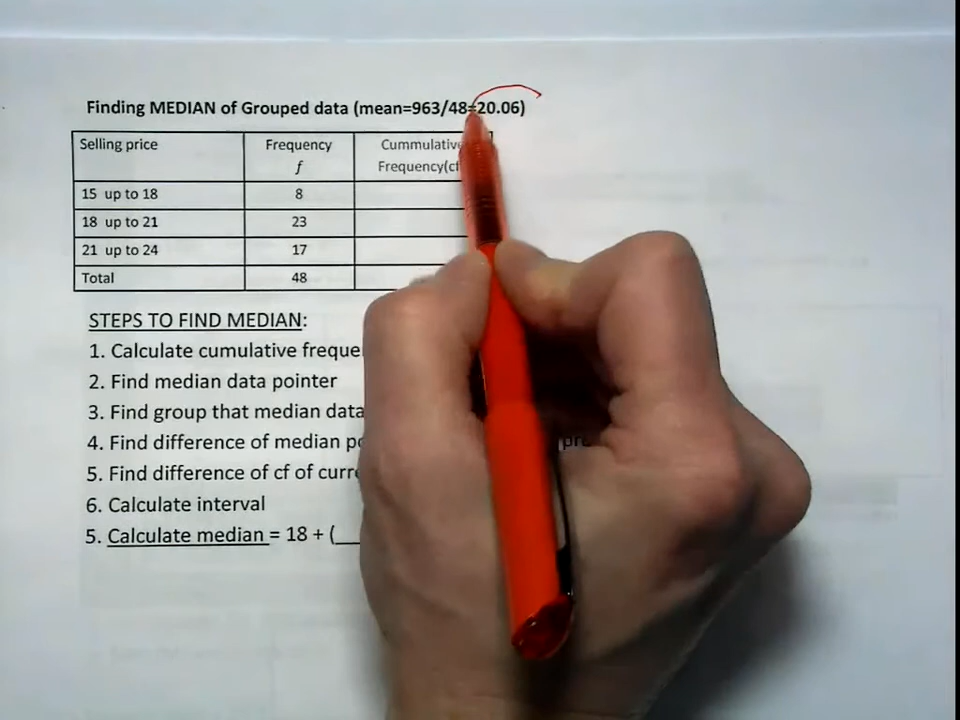 Finding MEDIAN of Grouped data (mean=963/48=20.06)
Selling price Frequency Cummulative
f Frequency(cf
15 up to 18 8
18 up to 21 23
21 up to 24 17
Total 48
STEPS TO FIND MEDIAN:
1. Calculate cumulative
2. Find median data pointer
3. Find group that median data
4. Find difference of median
5. Find difference of cf of
6. Calculate interval
5. Calculate median = 18 + (__